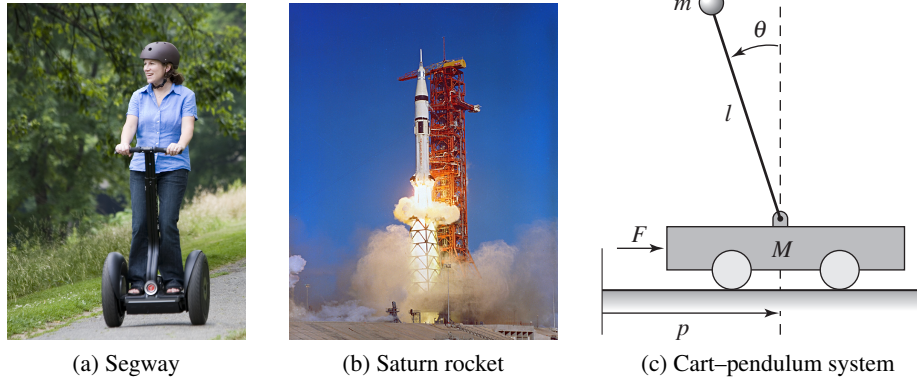 m
θ
l
F
M
p
(a) Segway
(b) Saturn rocket
(c) Cart–pendulum system